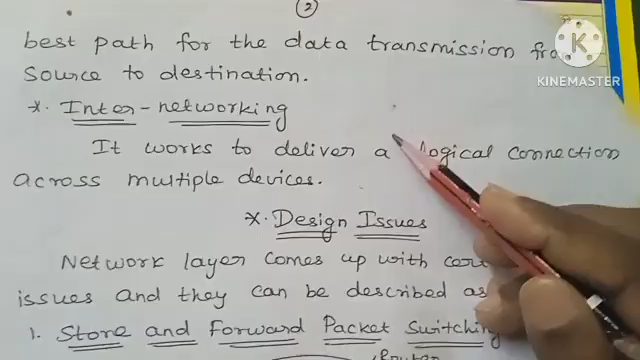 2
best path for the data transmission
source to destination.
*. Inter-networking
It works to deliver a logical connection
across multiple devices.
*. Design Issues
Network layer comes up with
issues and they can be described as
1. Store and Forward Packet Switching
Router
K
KINEMASTER